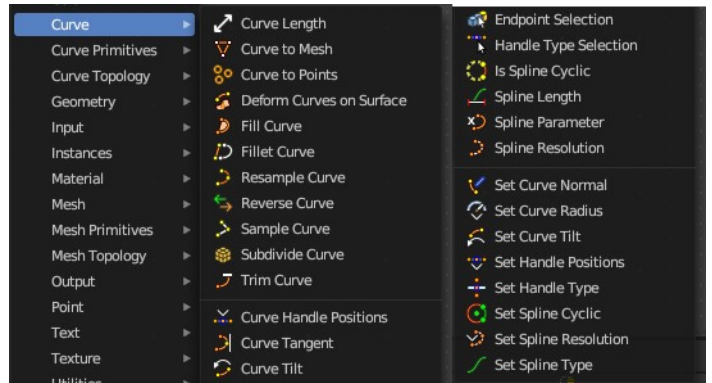 Curve
Curve Primitives
Curve Topology
Geometry
Input
Instances
Material
Mesh
Mesh Primitives
Mesh Topology
Output
Point
Text
Texture
Utilities
Curve Length
Curve to Mesh
Curve to Points
Deform Curves on Surface
Fill Curve
Fillet Curve
Resample Curve
Reverse Curve
Sample Curve
Subdivide Curve
Trim Curve
Curve Handle Positions
Curve Tangent
Curve Tilt
Endpoint Selection
Handle Type Selection
Is Spline Cyclic
Spline Length
Spline Parameter
Spline Resolution
Set Curve Normal
Set Curve Radius
Set Curve Tilt
Set Handle Positions
Set Handle Type
Set Spline Cyclic
Set Spline Resolution
Set Spline Type